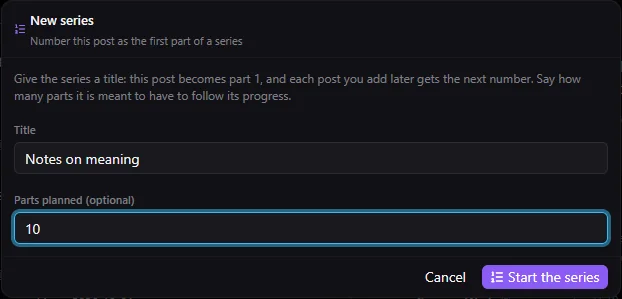 New series
Number this post as the first part of a series
Give the series a title: this post becomes part 1, and each post you add later gets the next number. Say how
many parts it is meant to have to follow its progress.
Title
Notes on meaning
Parts planned (optional)
10
Cancel
Start the series